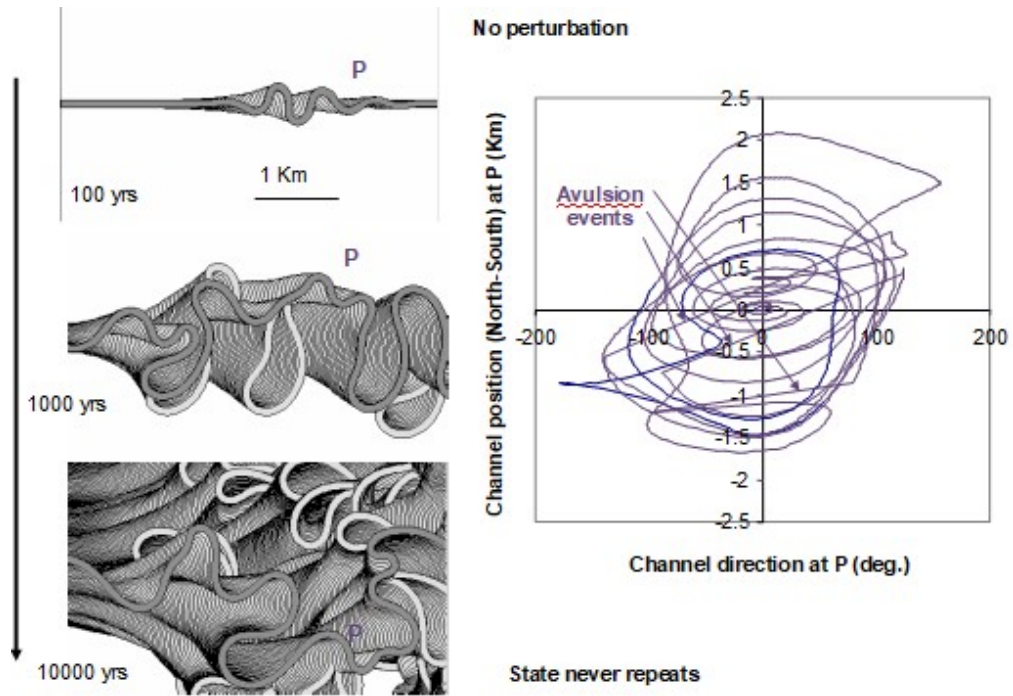 No perturbation
P
100 yrs
1 Km
P
1000 yrs
P
10000 yrs
Channel position (North-South) at P (Km)
2.5
2
1.5
1
0.5
0
-0.5
-1
-1.5
-2
-2.5
-200
-100
0
100
200
Avulsion
events
Channel direction at P (deg.)
State never repeats